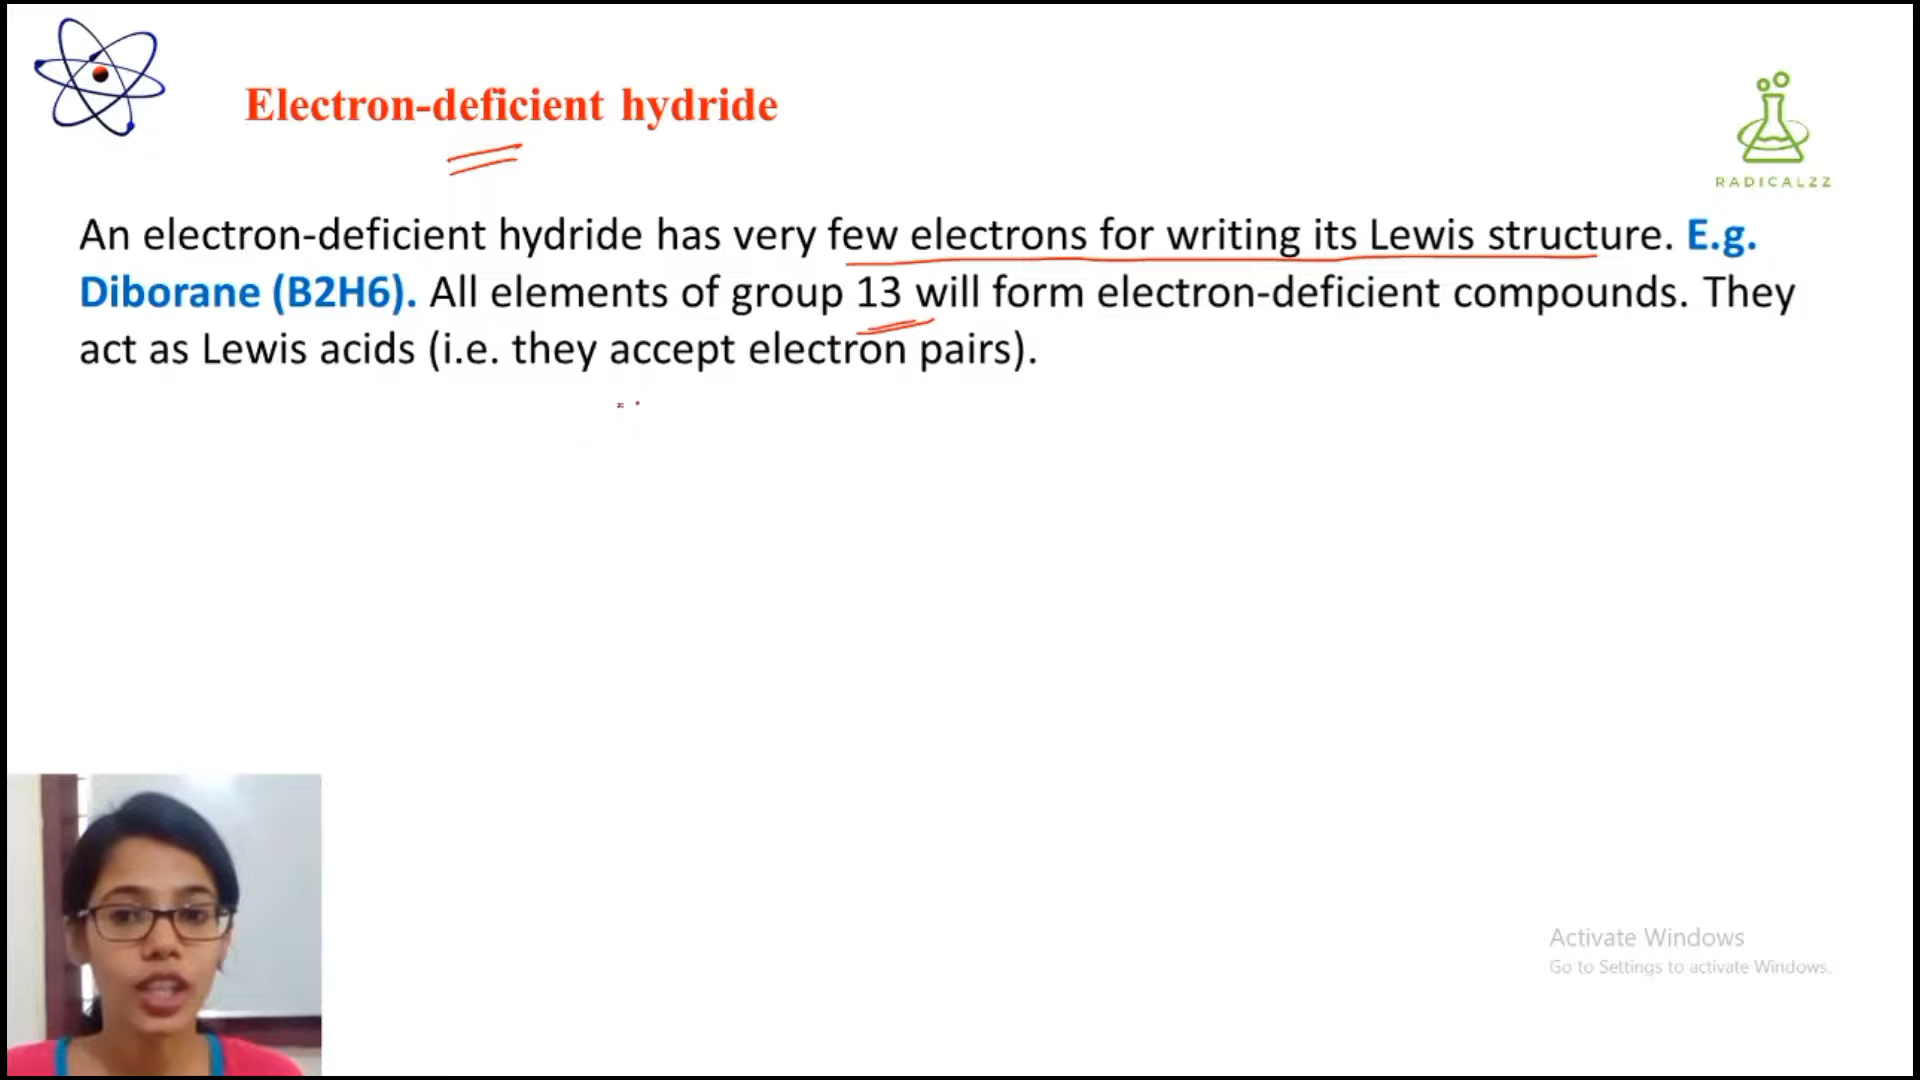 Electron-deficient hydride
RADICALZZ
An electron-deficient hydride has very few electrons for writing its Lewis structure. E.g.
Diborane (B2H6). All elements of group 13 will form electron-deficient compounds. They
act as Lewis acids (i.e. they accept electron pairs).
Activate Windows
Go to Settings to activate Windows.